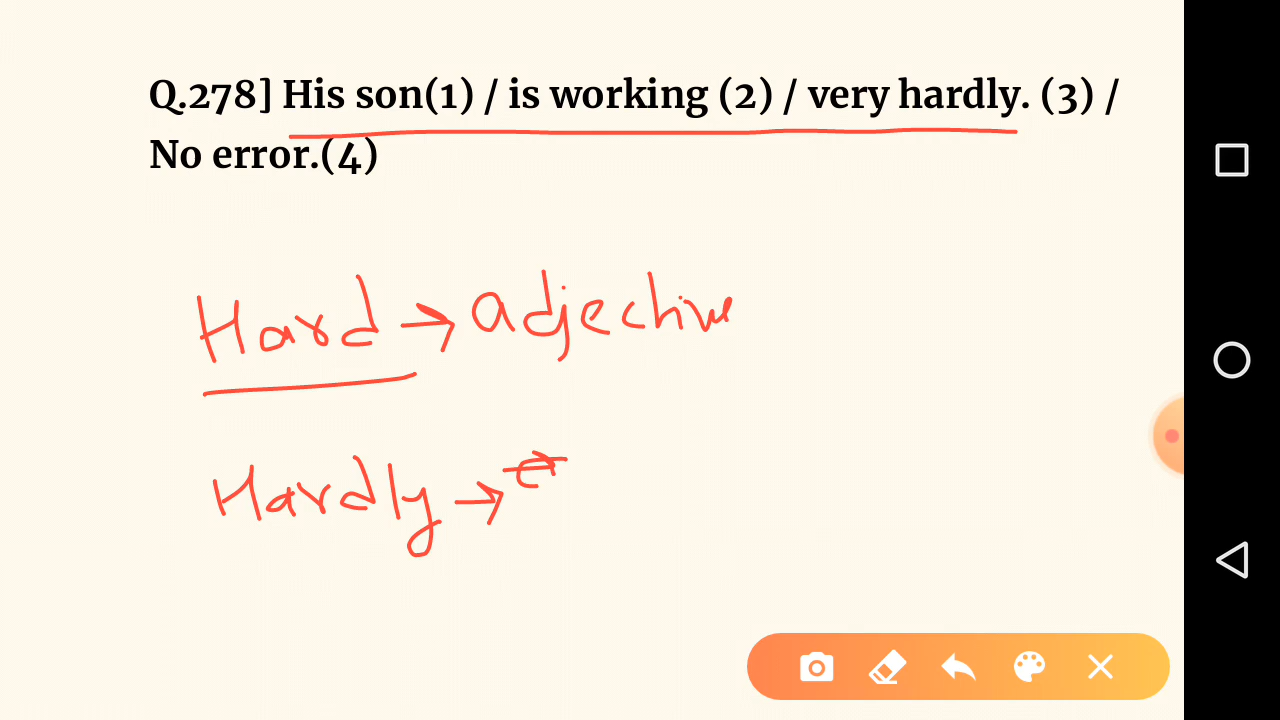 Q.278] His son(1) / is working (2) / very hardly. (3) /
No error.(4)
Hard → adjective
Hardly →